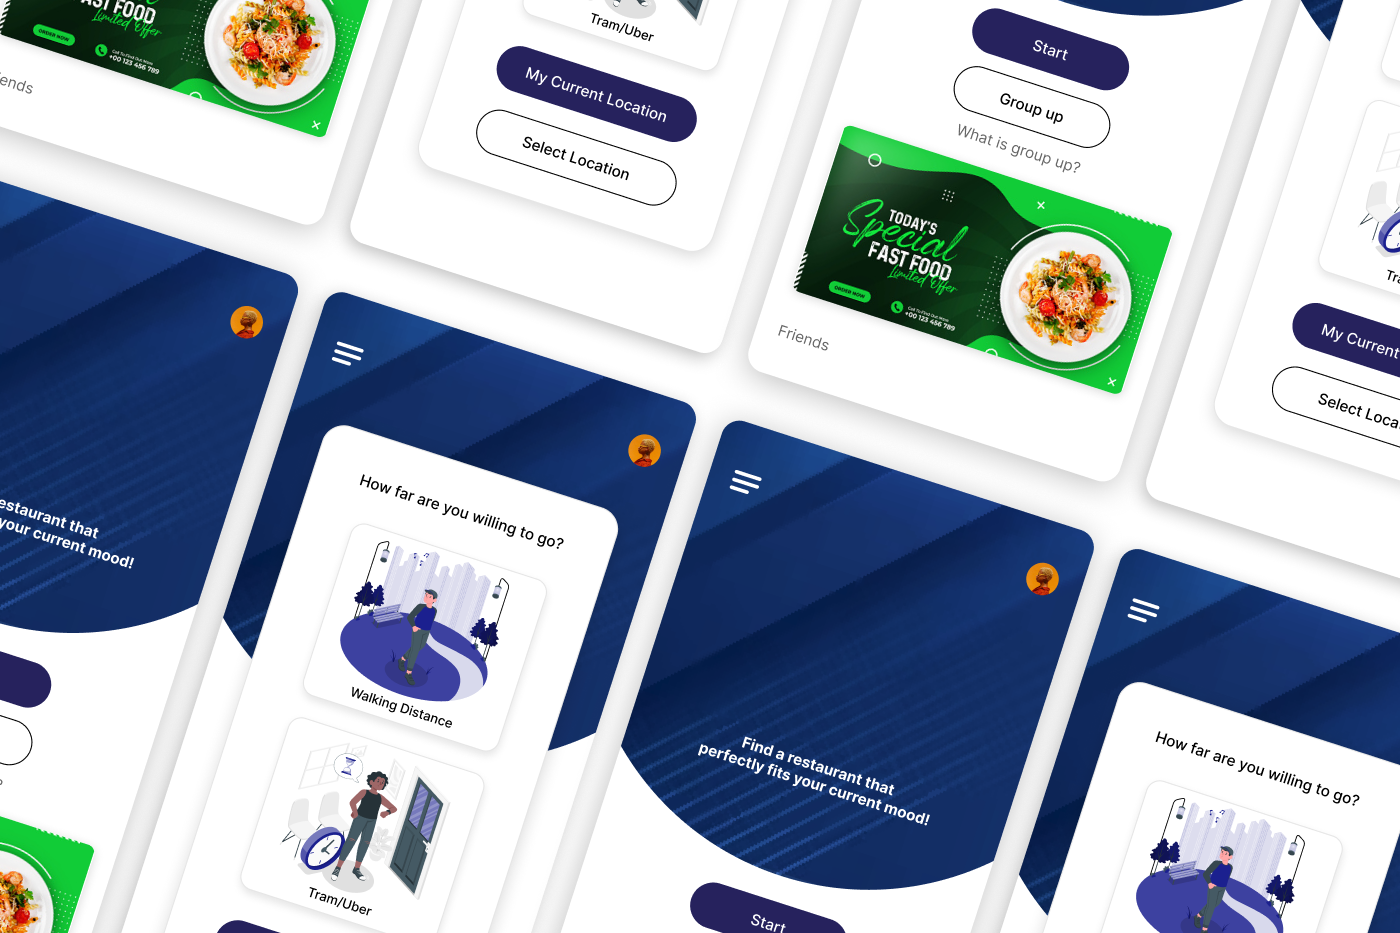 AST FOOD
Limited Offer
ORDER NOW
Call To Find Out More
+00 123 456 789
ends
Tram/Uber
My Current Location
Select Location
Start
Group up
What is group up?
TODAY'S
Special
FAST FOOD
Limited Offer
ORDER NOW
Call To Find Out More
+00 123 456 789
Friends
Tra
My Current
Select Loca
estaurant that
your current mood!
?
How far are you willing to go?
Walking Distance
Tram/Uber
Find a restaurant that
perfectly fits your current mood!
Start
How far are you willing to go?